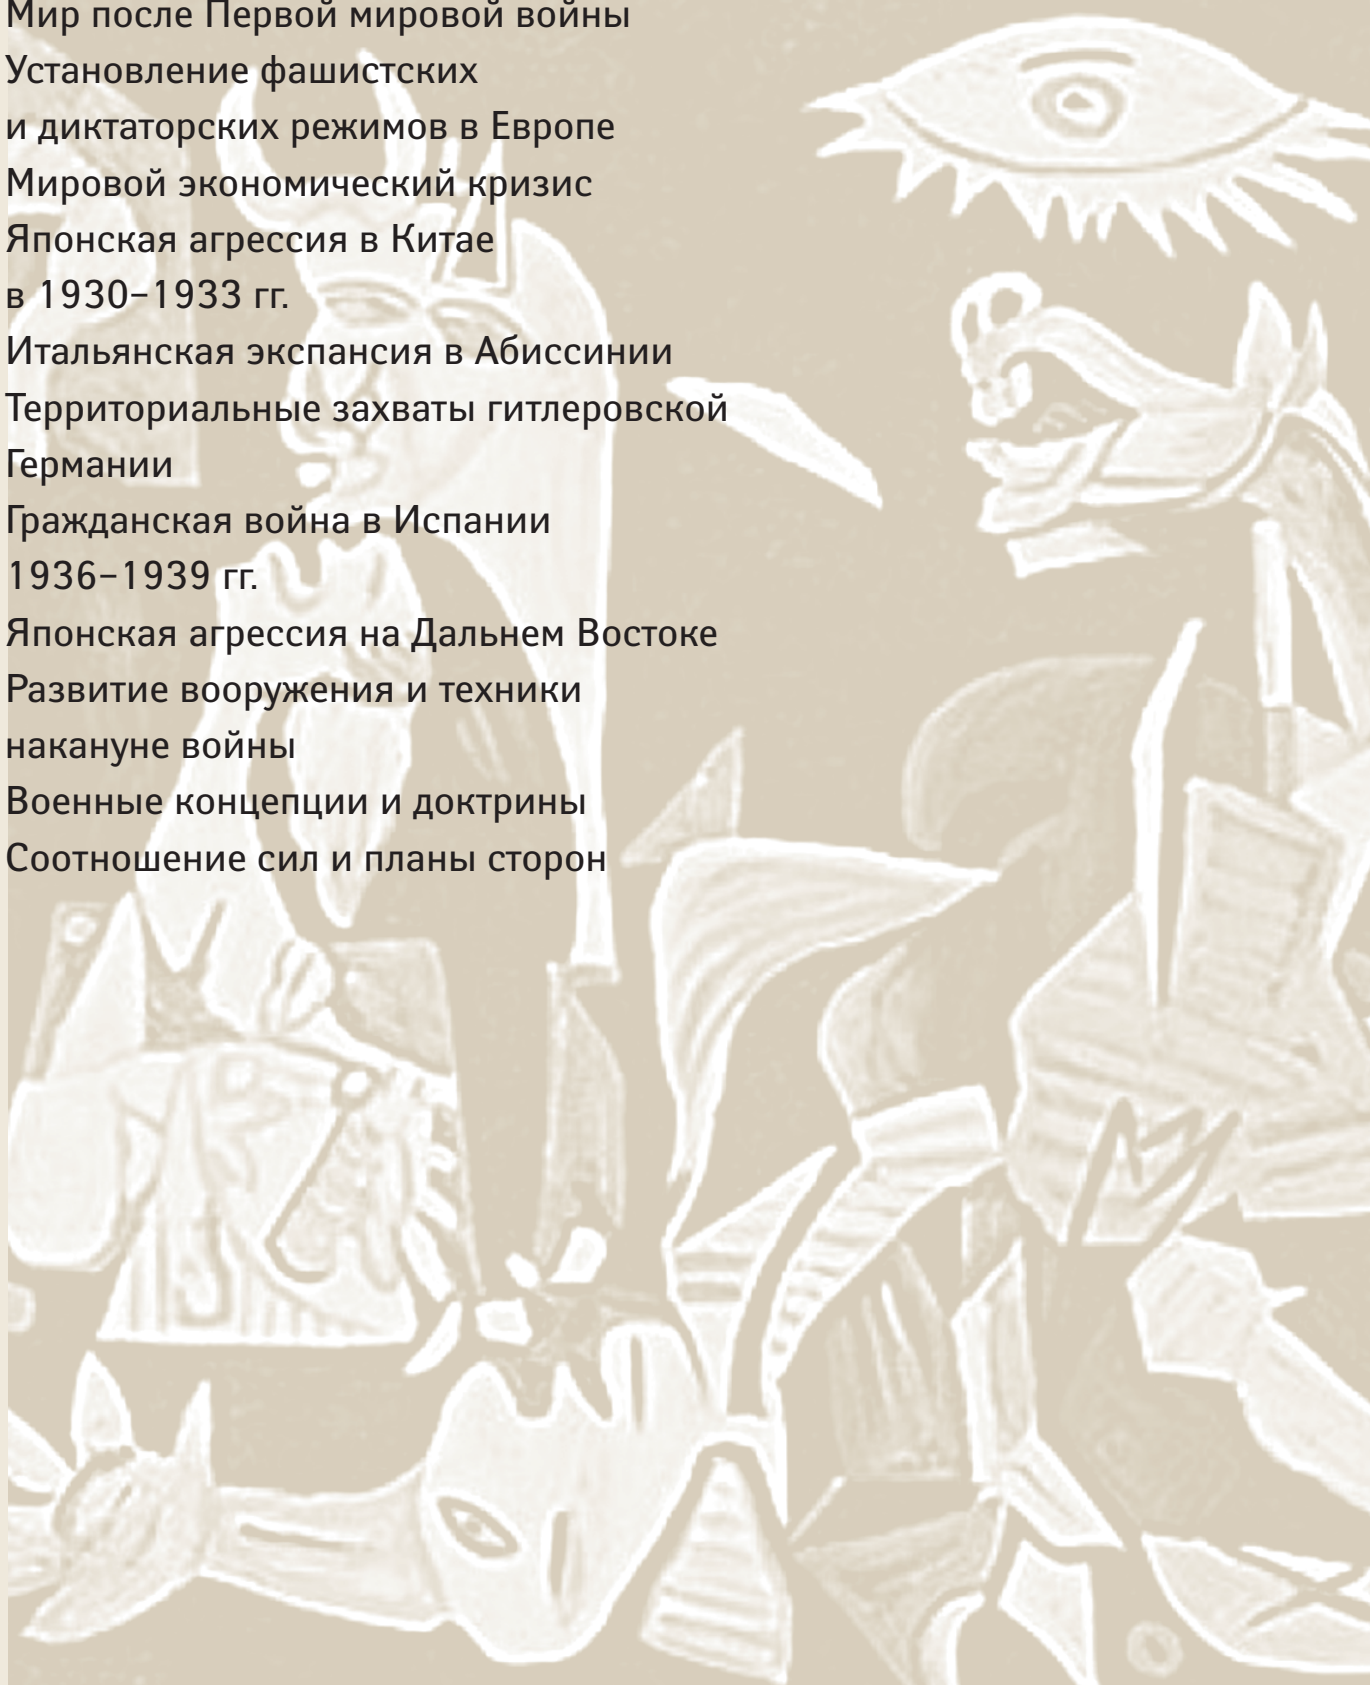 Мир после Первой мировой войны
Установление фашистских
и диктаторских режимов в Европе
Мировой экономический кризис
Японская агрессия в Китае
в 1930–1933 гг.
Итальянская экспансия в Абиссинии
Территориальные захваты гитлеровской
Германии
Гражданская война в Испании
1936–1939 гг.
Японская агрессия на Дальнем Востоке
Развитие вооружения и техники
накануне войны
Военные концепции и доктрины
Соотношение сил и планы сторон